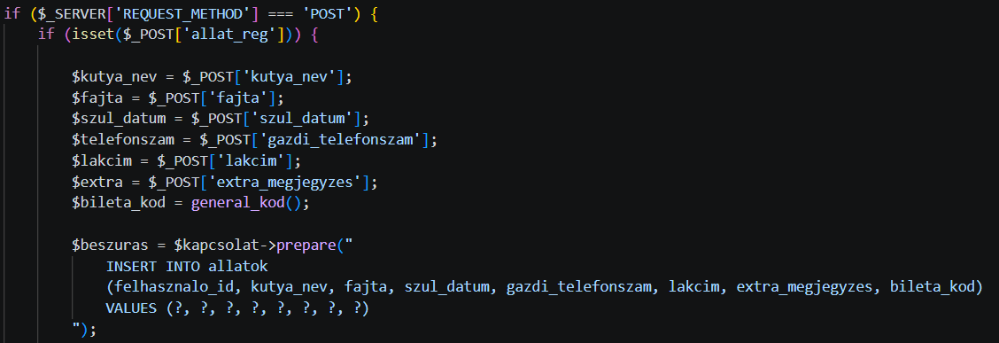 if ($_SERVER['REQUEST_METHOD'] === 'POST') {
if (isset($_POST['allat_reg'])) {
$kutya_nev = $_POST['kutya_nev'];
$fajta = $_POST['fajta'];
$szul_datum = $_POST['szul_datum'];
$telefonszam = $_POST['gazdi_telefonszam'];
$lakcim = $_POST['lakcim'];
$extra = $_POST['extra_megjegyzes'];
$bileta_kod = general_kod();
$beszuras = $kapcsolat->prepare("
INSERT INTO allatok
(felhasznalo_id, kutya_nev, fajta, szul_datum, gazdi_telefonszam, lakcim, extra_megjegyzes, bileta_kod)
VALUES (?, ?, ?, ?, ?, ?, ?, ?)
");